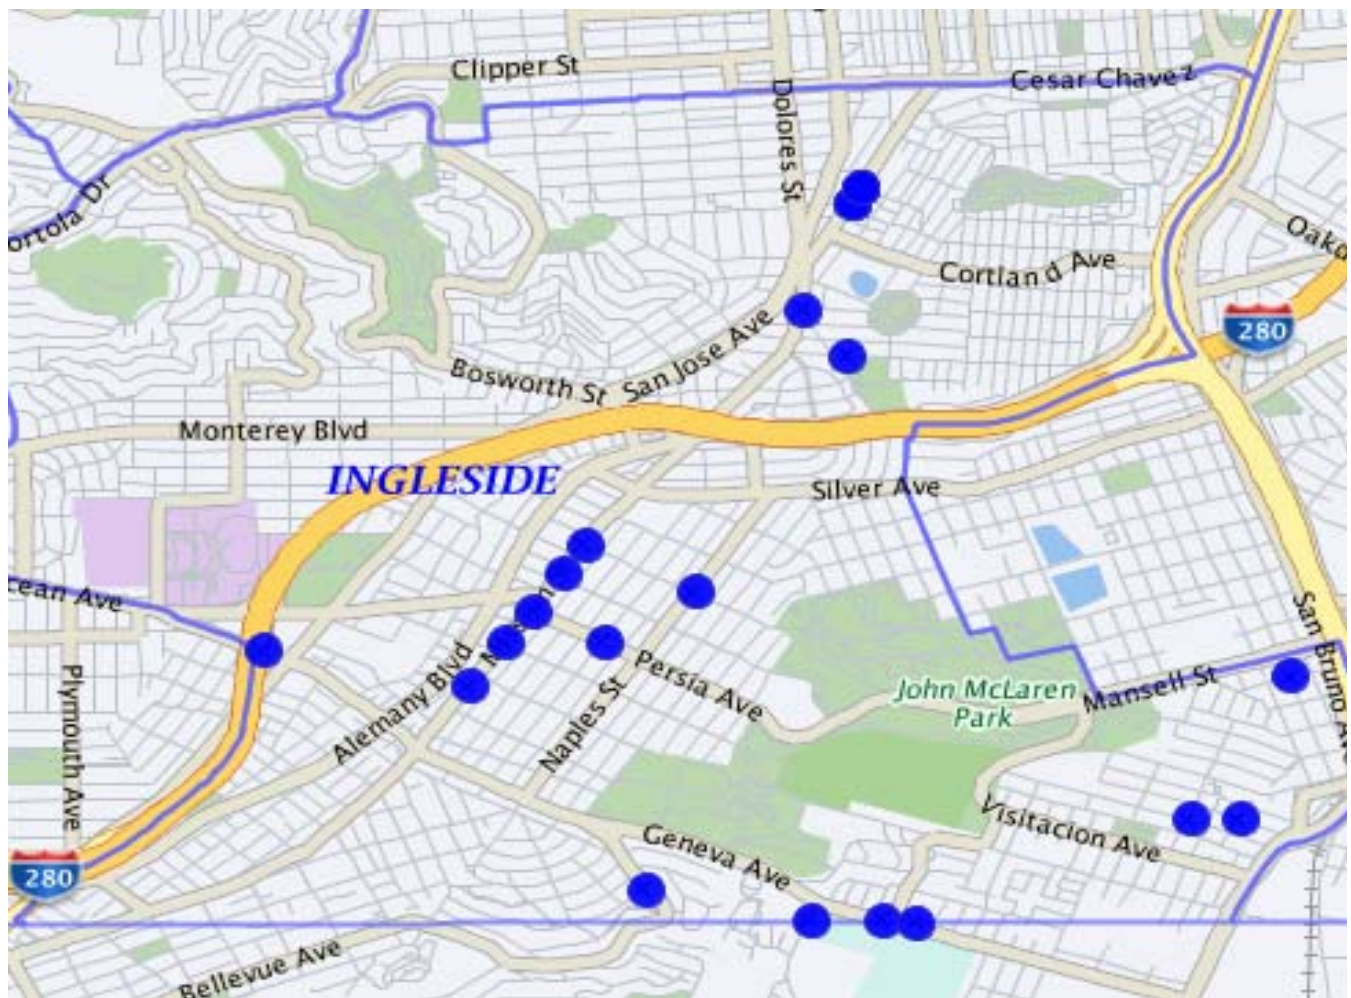 Clipper St
Cesar Chavez
Dolores St
ortola Dr
Oakd
Cortland Ave
280
San Jose Ave
Bosworth St
Monterey Blvd
INGLESIDE
Silver Ave
cean Ave
San Bruno Ave
Persia Ave
Plymouth Ave
Alemany Blvd
Naples St
John McLaren
Park
Mansell St
Visitacion Ave
Geneva Ave
280
Bellevue Ave